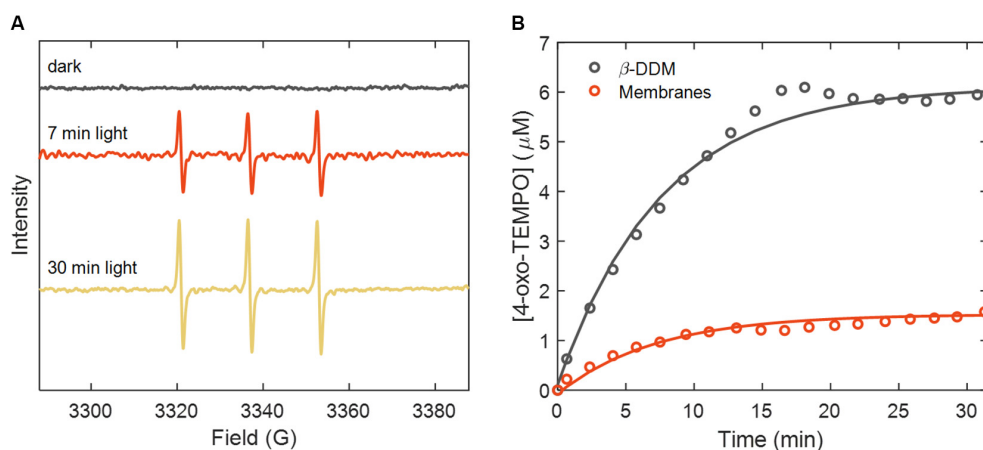 A
dark
7 min light
30 min light
Intensity
3300 3320 3340 3360 3380
Field (G)
B
7
6
5
4
3
2
1
0
β-DDM
Membranes
[4-oxo-TEMPO] (μM)
0 5 10 15 20 25 30
Time (min)